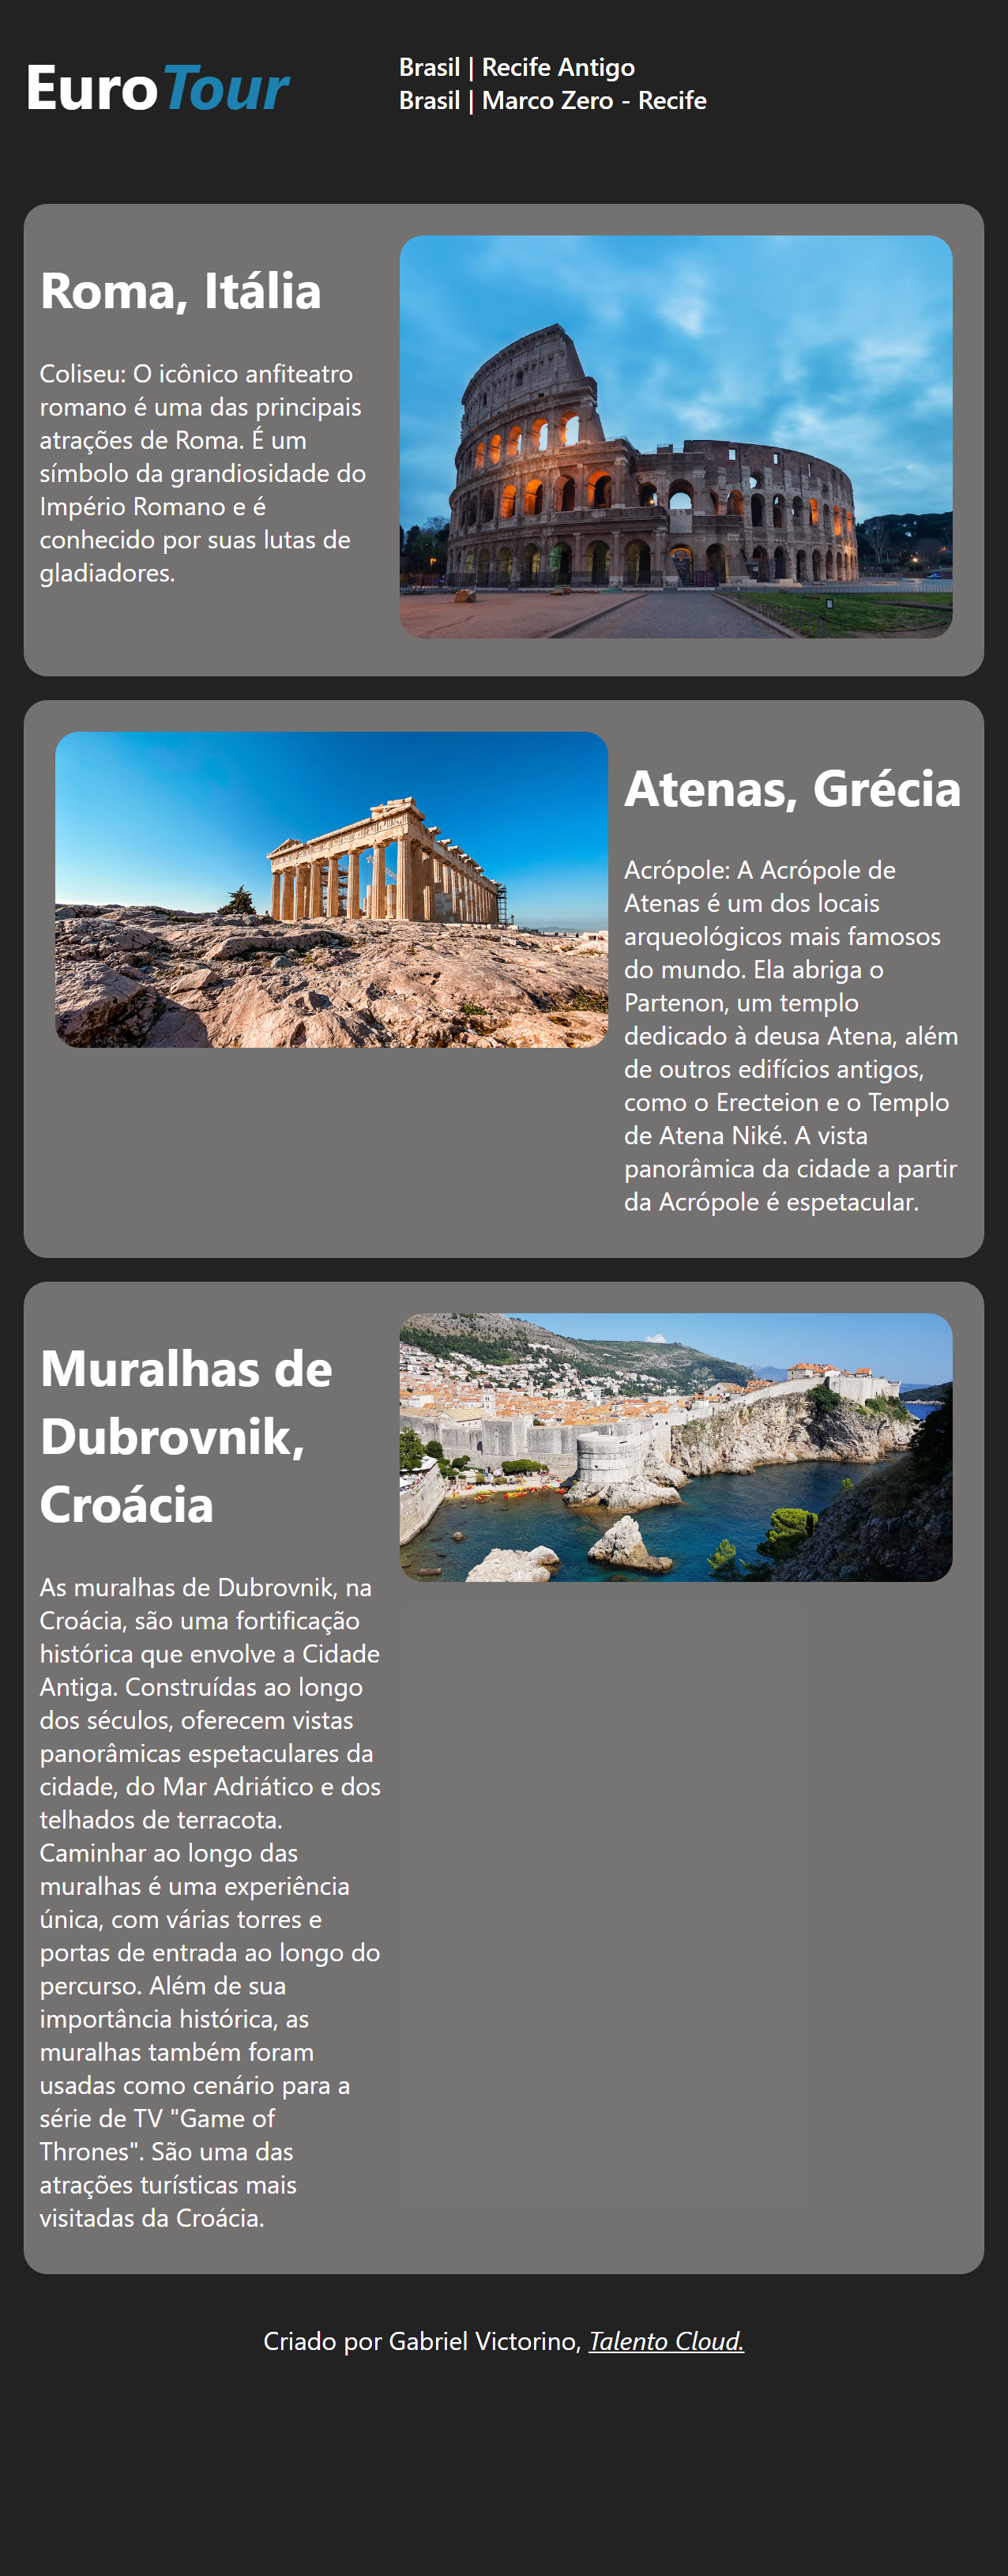 EuroTour
Brasil | Recife Antigo
Brasil | Marco Zero - Recife
Roma, Itália
Coliseu: O icônico anfiteatro
romano é uma das principais
atrações de Roma. É um
símbolo da grandiosidade do
Império Romano e é
conhecido por suas lutas de
gladiadores.
Atenas, Grécia
Acrópole: A Acrópole de
Atenas é um dos locais
arqueológicos mais famosos
do mundo. Ela abriga o
Partenon, um templo
dedicado à deusa Atena, além
de outros edifícios antigos,
como o Erecteion e o Templo
de Atena Niké. A vista
panorâmica da cidade a partir
da Acrópole é espetacular.
Muralhas de
Dubrovnik,
Croácia
As muralhas de Dubrovnik, na
Croácia, são uma fortificação
histórica que envolve a Cidade
Antiga. Construídas ao longo
dos séculos, oferecem vistas
panorâmicas espetaculares da
cidade, do Mar Adriático e dos
telhados de terracota.
Caminhar ao longo das
muralhas é uma experiência
única, com várias torres e
portas de entrada ao longo do
percurso. Além de sua
importância histórica, as
muralhas também foram
usadas como cenário para a
série de TV "Game of
Thrones". São uma das
atrações turísticas mais
visitadas da Croácia.
Criado por Gabriel Victorino, Talento Cloud.